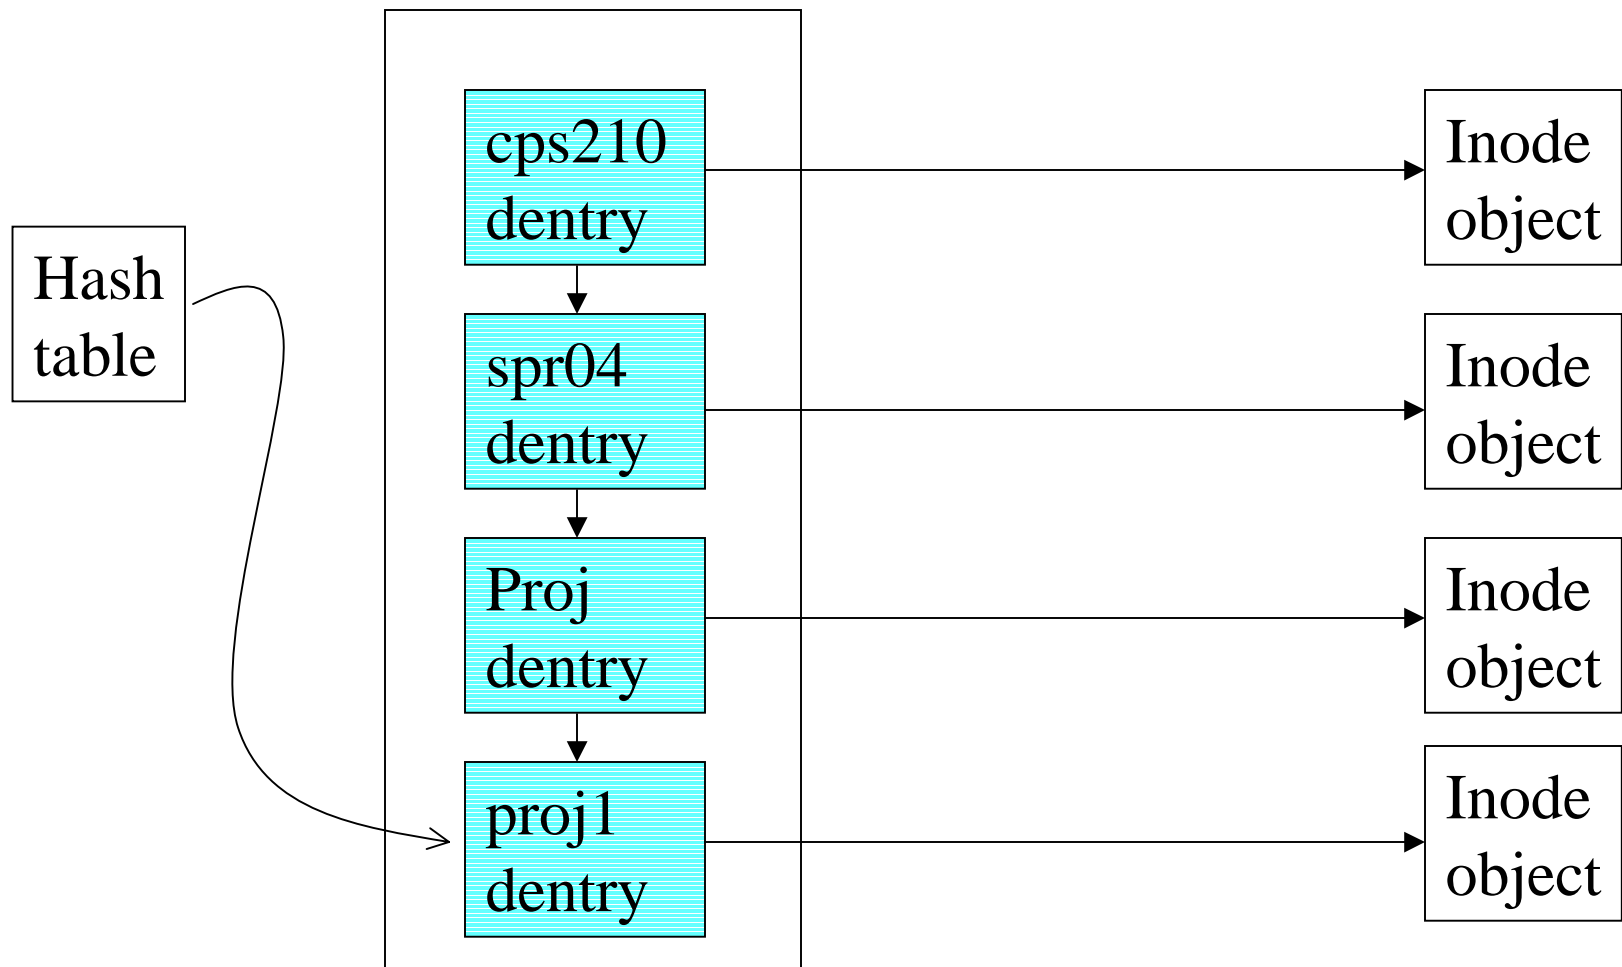 cps210
dentry
Inode
object
Hash
table
spr04
dentry
Inode
object
Proj
dentry
Inode
object
proj1
dentry
Inode
object